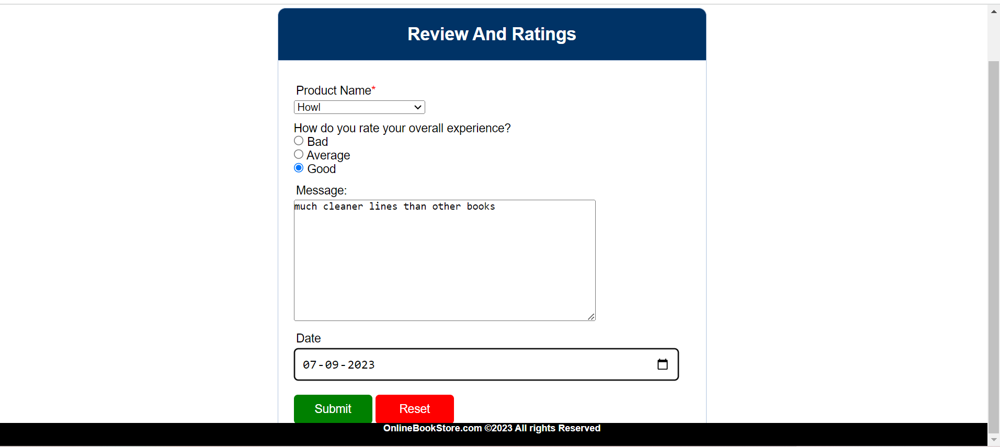 Review And Ratings
Product Name*
Howl
How do you rate your overall experience?
Bad
Average
Good
Message:
much cleaner lines than other books
Date
07-09-2023
Submit Reset
OnlineBookStore.com ©2023 All rights Reserved